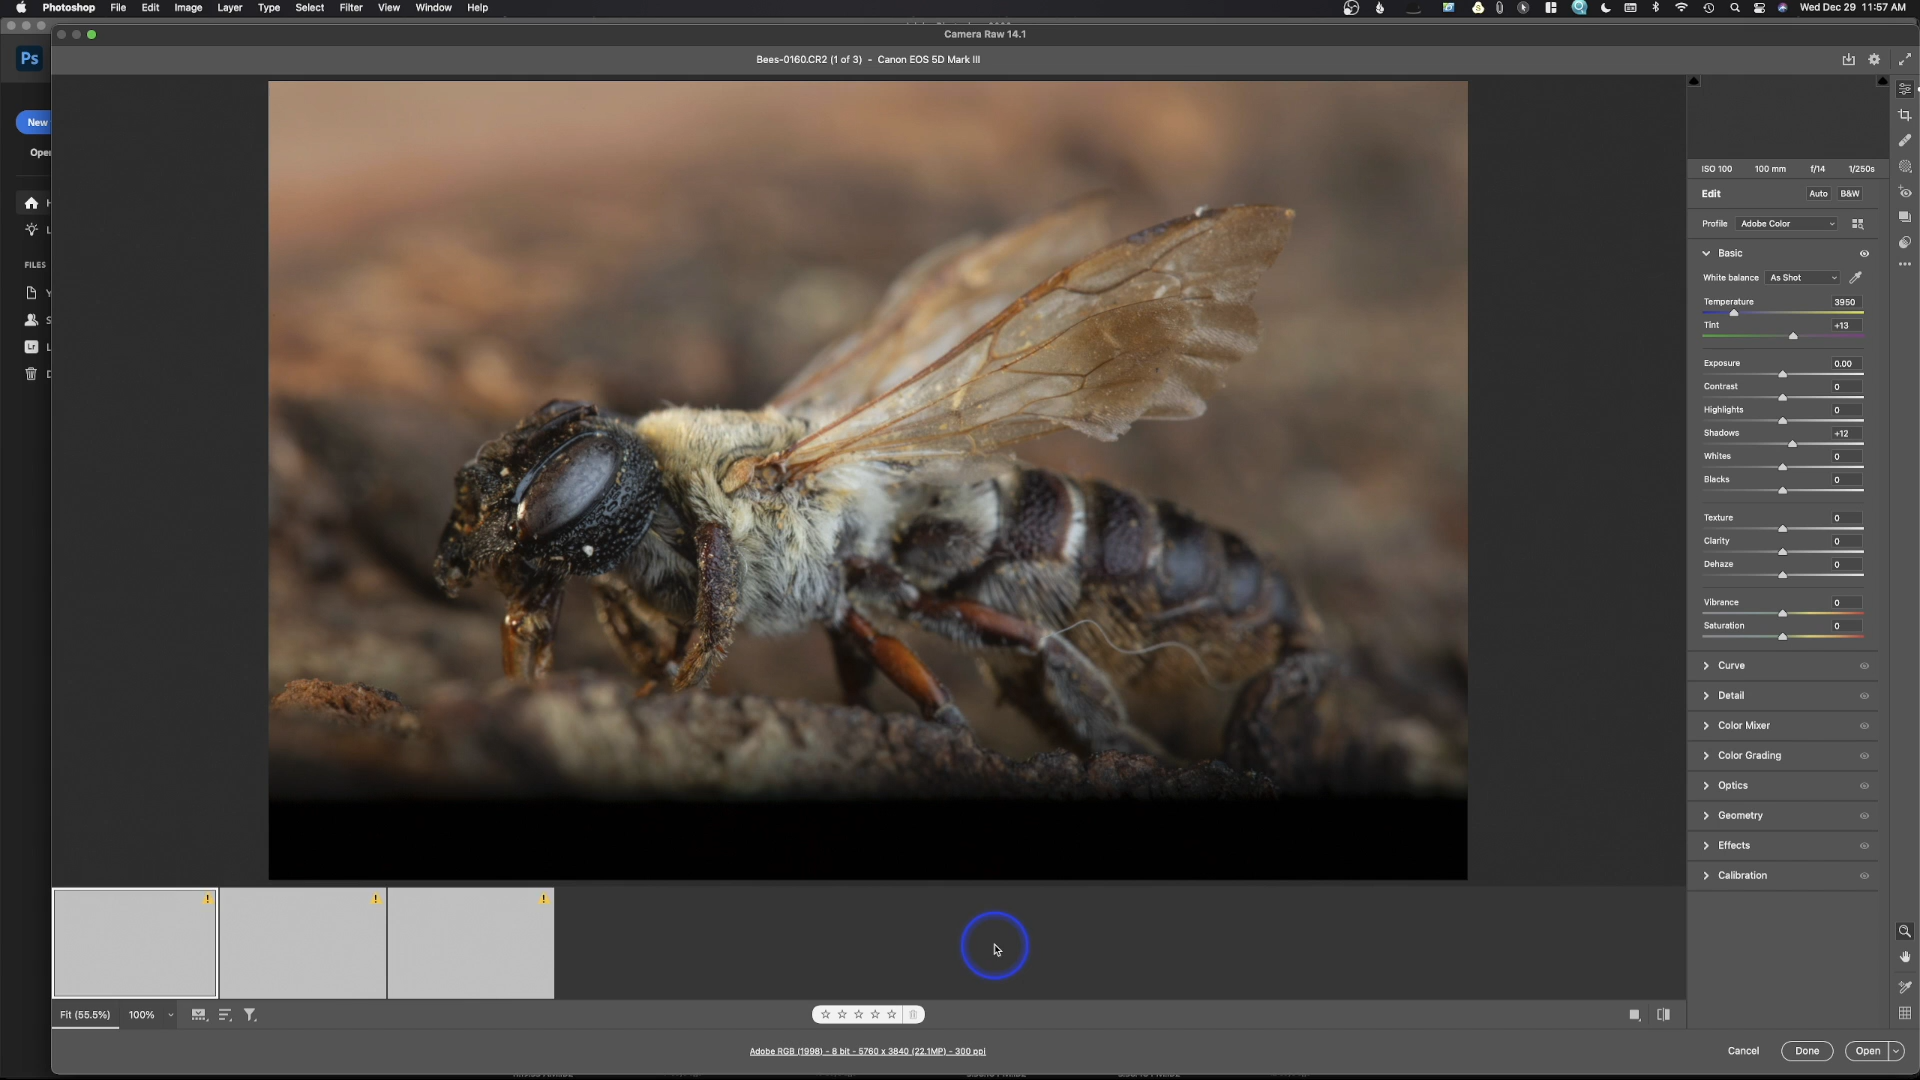 Photoshop File Edit Image Layer Type Select Filter View Window Help Wed Dec 29 11:57 AM
Camera Raw 14.1
Ps
Bees-0160.CR2 (1 of 3) - Canon EOS 5D Mark III
New
FILES
Lr
ISO 100 100 mm f/14 1/250s
Edit Auto B&W
Profile Adobe Color
Basic
White balance As Shot
Temperature 3950
Tint +13
Exposure 0.00
Contrast 0
Highlights 0
Shadows +12
Whites 0
Blacks 0
Texture 0
Clarity 0
Dehaze 0
Vibrance 0
Saturation 0
Curve
Detail
Color Mixer
Color Grading
Optics
Geometry
Effects
Calibration
Fit (55.5%) 100%
Adobe RGB (1998) - 8 bit - 5760 x 3840 (22.1MP) - 300 ppi
Cancel Done Open